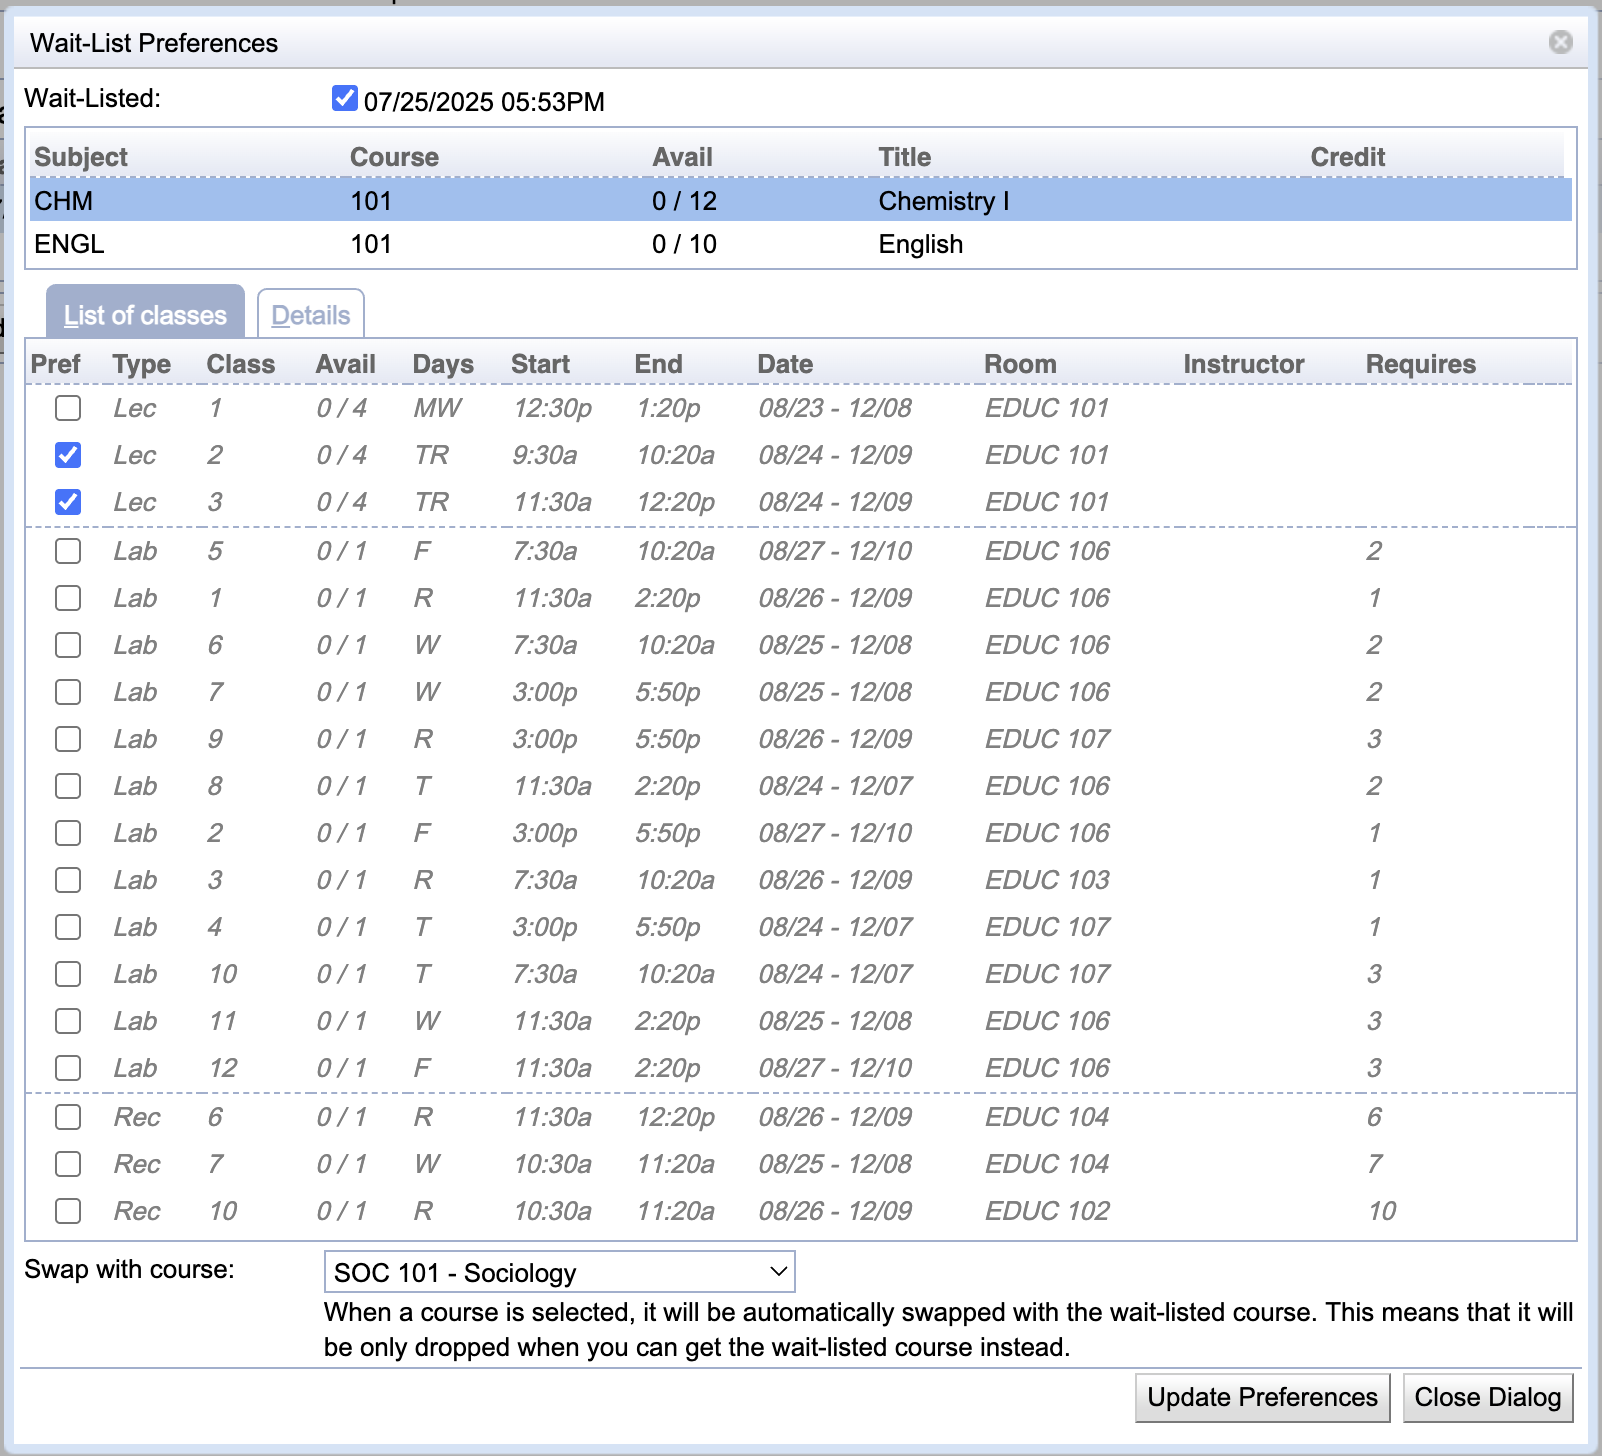 Wait-List Preferences
Wait-Listed: 07/25/2025 05:53PM
Subject Course Avail Title Credit
CHM 101 0 / 12 Chemistry I
ENGL 101 0 / 10 English
List of classes Details
Pref Type Class Avail Days Start End Date Room Instructor Requires
Lec 1 0 / 4 MW 12:30p 1:20p 08/23 - 12/08 EDUC 101
Lec 2 0 / 4 TR 9:30a 10:20a 08/24 - 12/09 EDUC 101
Lec 3 0 / 4 TR 11:30a 12:20p 08/24 - 12/09 EDUC 101
Lab 5 0 / 1 F 7:30a 10:20a 08/27 - 12/10 EDUC 106 2
Lab 1 0 / 1 R 11:30a 2:20p 08/26 - 12/09 EDUC 106 1
Lab 6 0 / 1 W 7:30a 10:20a 08/25 - 12/08 EDUC 106 2
Lab 7 0 / 1 W 3:00p 5:50p 08/25 - 12/08 EDUC 106 2
Lab 9 0 / 1 R 3:00p 5:50p 08/26 - 12/09 EDUC 107 3
Lab 8 0 / 1 T 11:30a 2:20p 08/24 - 12/07 EDUC 106 2
Lab 2 0 / 1 F 3:00p 5:50p 08/27 - 12/10 EDUC 106 1
Lab 3 0 / 1 R 7:30a 10:20a 08/26 - 12/09 EDUC 103 1
Lab 4 0 / 1 T 3:00p 5:50p 08/24 - 12/07 EDUC 107 1
Lab 10 0 / 1 T 7:30a 10:20a 08/24 - 12/07 EDUC 107 3
Lab 11 0 / 1 W 11:30a 2:20p 08/25 - 12/08 EDUC 106 3
Lab 12 0 / 1 F 11:30a 2:20p 08/27 - 12/10 EDUC 106 3
Rec 6 0 / 1 R 11:30a 12:20p 08/26 - 12/09 EDUC 104 6
Rec 7 0 / 1 W 10:30a 11:20a 08/25 - 12/08 EDUC 104 7
Rec 10 0 / 1 R 10:30a 11:20a 08/26 - 12/09 EDUC 102 10
Swap with course: SOC 101 - Sociology
When a course is selected, it will be automatically swapped with the wait-listed course. This means that it will
be only dropped when you can get the wait-listed course instead.
Update Preferences Close Dialog